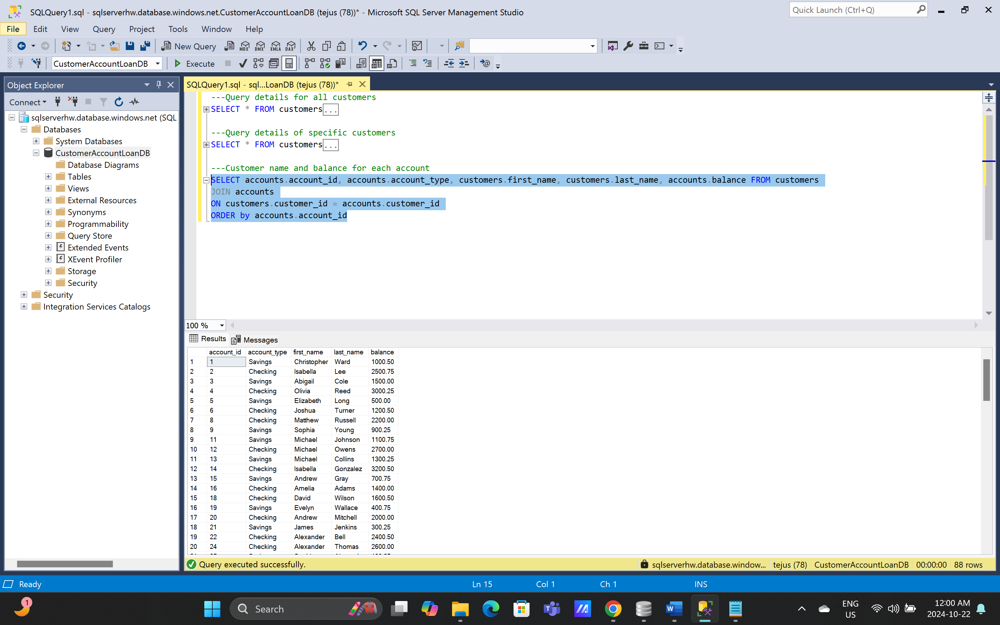 SQLQuery1.sql - sqlserverhw.database.windows.net.CustomerAccountLoanDB (tejus (78))* - Microsoft SQL Server Management Studio
Quick Launch (Ctrl+Q)
File Edit View Query Project Tools Window Help
New Query MDX DMX XMLA DAX
CustomerAccountLoanDB Execute
Object Explorer
Connect
sqlserverhw.database.windows.net (SQL
Databases
System Databases
CustomerAccountLoanDB
Database Diagrams
Tables
Views
External Resources
Synonyms
Programmability
Query Store
Extended Events
XEvent Profiler
Storage
Security
Security
Integration Services Catalogs
SQLQuery1.sql - sql...LoanDB (tejus (78))*
---Query details for all customers
SELECT * FROM customers...
---Query details of specific customers
SELECT * FROM customers...
---Customer name and balance for each account
SELECT accounts.account_id, accounts.account_type, customers.first_name, customers.last_name, accounts.balance FROM customers
JOIN accounts
ON customers.customer_id = accounts.customer_id
ORDER by accounts.account_id
100 %
Results Messages
account_id account_type first_name last_name balance
1 1 Savings Christopher Ward 1000.50
2 2 Checking Isabella Lee 2500.75
3 3 Savings Abigail Cole 1500.00
4 4 Checking Olivia Reed 3000.25
5 5 Savings Elizabeth Long 500.00
6 6 Checking Joshua Turner 1200.50
7 8 Checking Matthew Russell 2200.00
8 9 Savings Sophia Young 900.25
9 11 Savings Michael Johnson 1100.75
10 12 Checking Michael Owens 2700.00
11 13 Savings Michael Collins 1300.25
12 14 Checking Isabella Gonzalez 3200.50
13 15 Savings Andrew Gray 700.75
14 16 Checking Amelia Adams 1400.00
15 18 Checking David Wilson 1600.50
16 19 Savings Evelyn Wallace 400.75
17 20 Checking Andrew Mitchell 2000.00
18 21 Savings James Jenkins 300.25
19 22 Checking Alexander Bell 2400.50
20 24 Checking Alexander Thomas 2600.00
Query executed successfully.
sqlserverhw.database.window... tejus (78) CustomerAccountLoanDB 00:00:00 88 rows
Ready Ln 15 Col 1 Ch 1 INS
1
Search
ENG
US
12:00 AM
2024-10-22